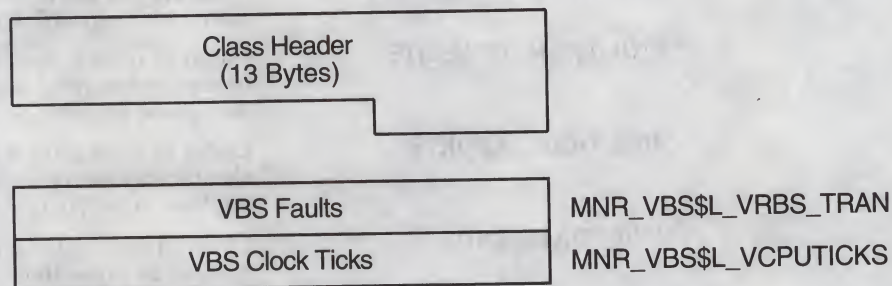 Class Header
(13 Bytes)
VBS Faults MNR_VBS$L_VRBS_TRAN
VBS Clock Ticks MNR_VBS$L_VCPUTICKS